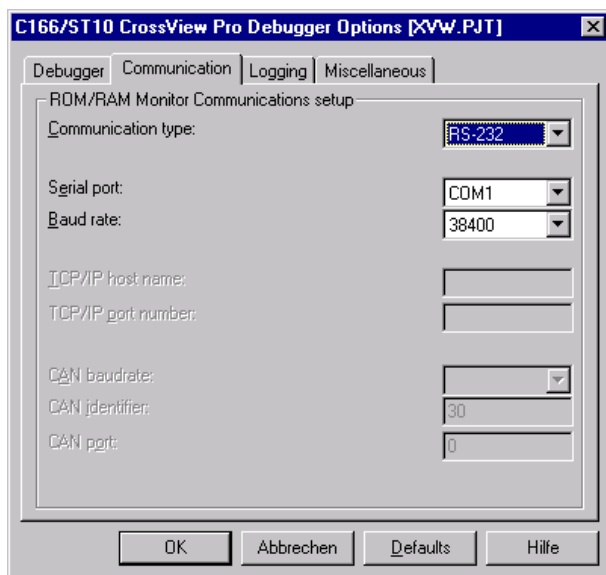 C166/ST10 CrossView Pro Debugger Options [XVW.PJT]
Debugger Communication Logging Miscellaneous
ROM/RAM Monitor Communications setup
Communication type: RS-232
Serial port: COM1
Baud rate: 38400
TCP/IP host name:
TCP/IP port number:
CAN baudrate:
CAN identifier: 30
CAN port: 0
OK Abbrechen Defaults Hilfe